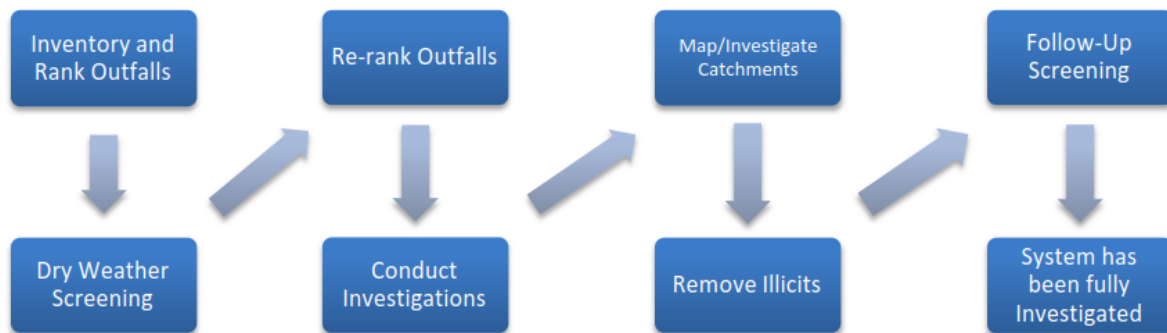 Inventory and
Rank Outfalls
Dry Weather
Screening
Re-rank Outfalls
Conduct
Investigations
Map/Investigate
Catchments
Remove Illicits
Follow-Up
Screening
System has
been fully
Investigated